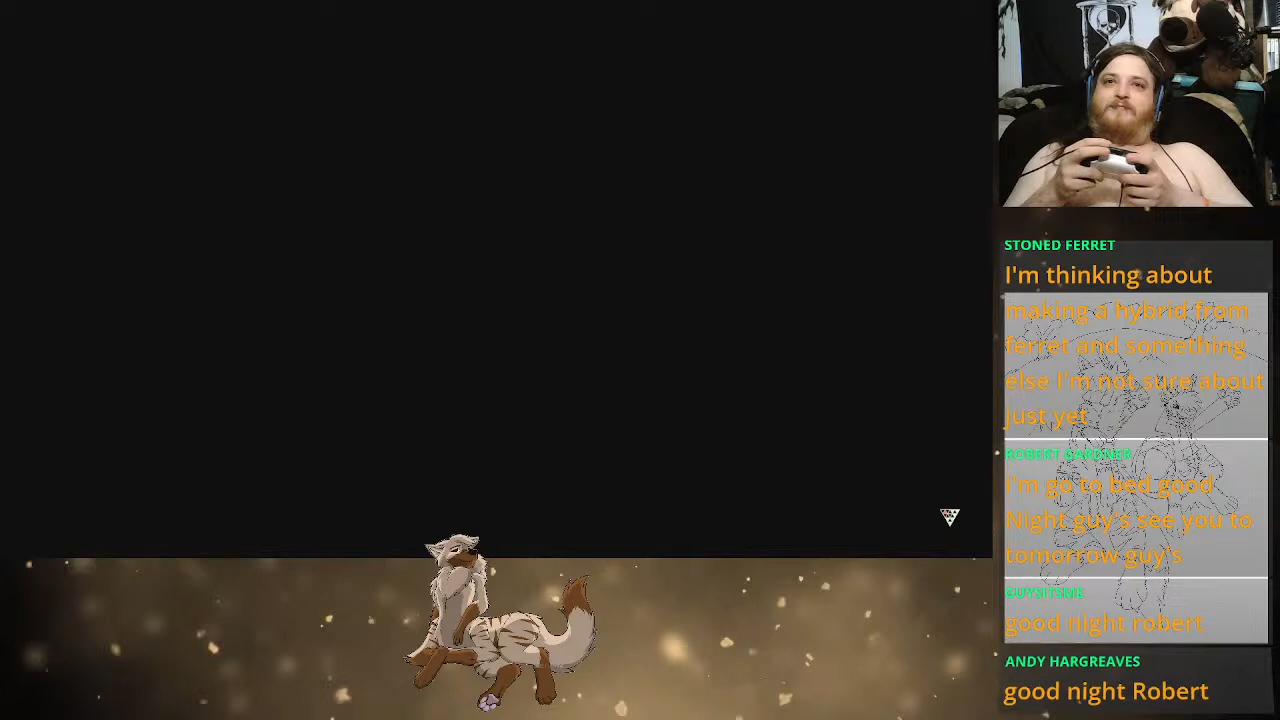 STONED FERRET
I'm thinking about
making a hybrid from
ferret and something
else I'm not sure about
just yet
ROBERT GARDNER
I'm go to bed good
Night guy's see you to
tomorrow guy's
GUYSITSME
good night robert
ANDY HARGREAVES
good night Robert